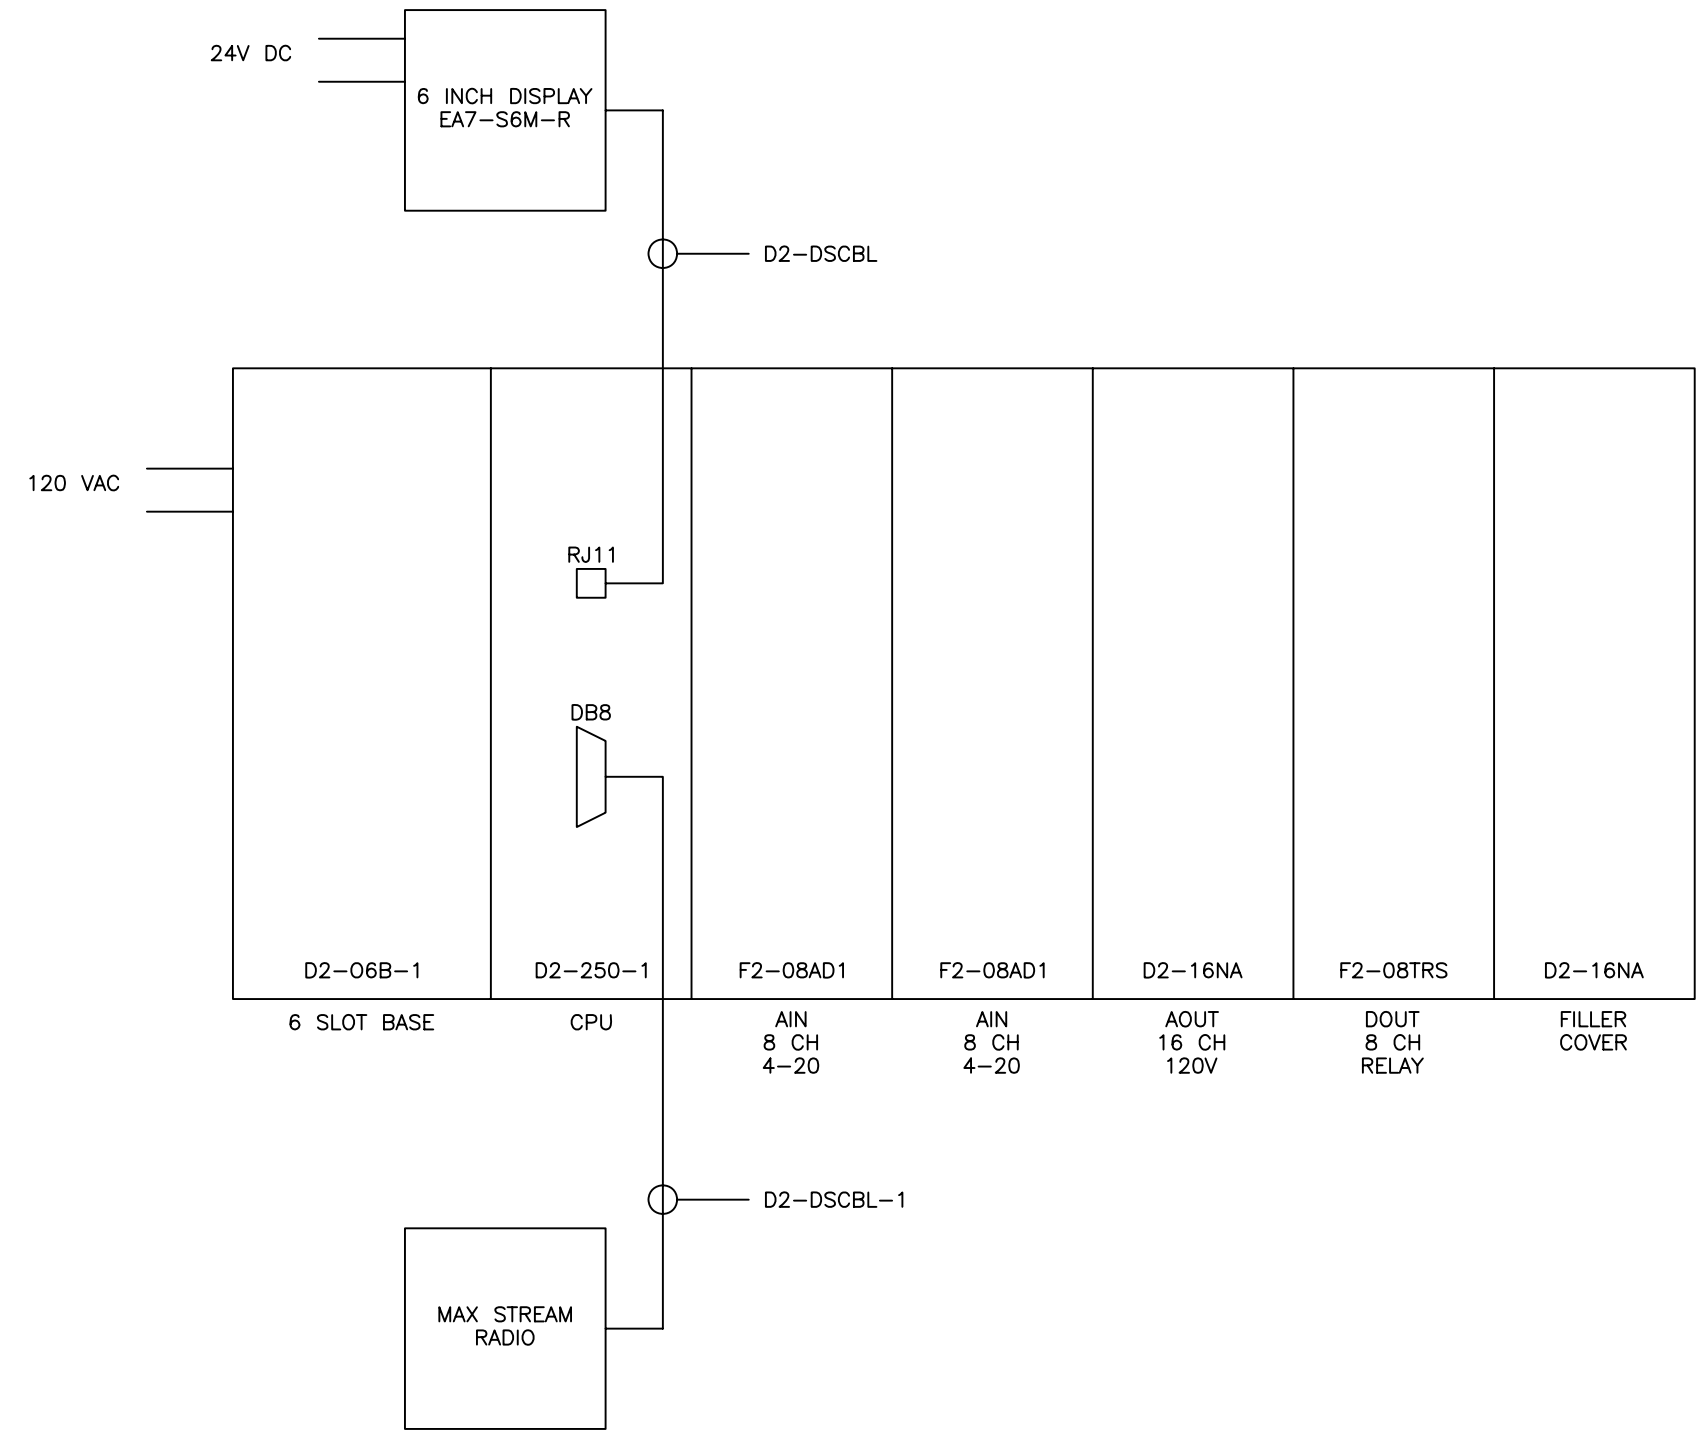 24V DC
6 INCH DISPLAY
EA7-S6M-R
D2-DSCBL
120 VAC
RJ11
DB8
D2-06B-1
D2-250-1
F2-08AD1
F2-08AD1
D2-16NA
F2-08TRS
D2-16NA
6 SLOT BASE
CPU
AIN
8 CH
4-20
AIN
8 CH
4-20
AOUT
16 CH
120V
DOUT
8 CH
RELAY
FILLER
COVER
D2-DSCBL-1
MAX STREAM
RADIO